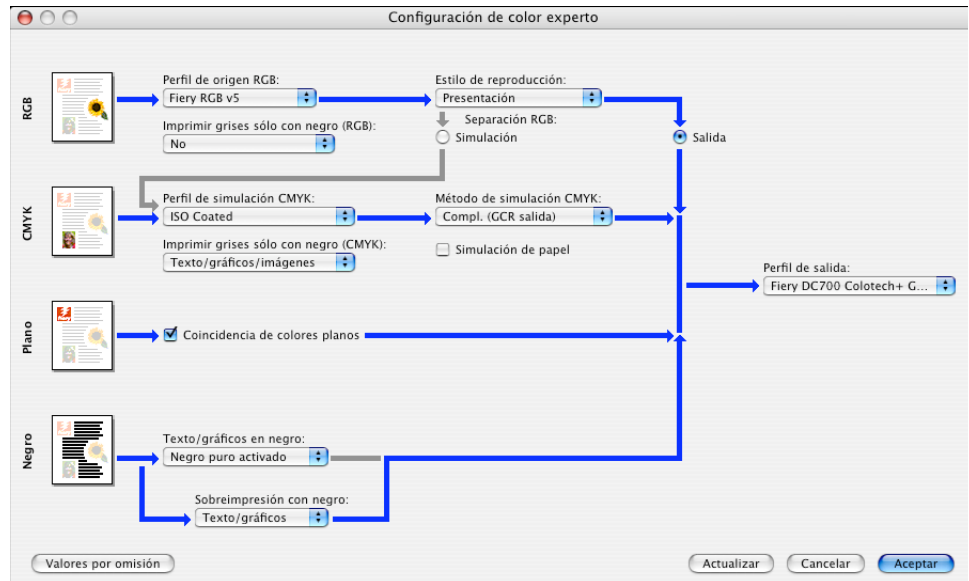 Configuración de color experto
RGB
Perfil de origen RGB:
Fiery RGB v5
Imprimir grises sólo con negro (RGB):
No
Estilo de reproducción:
Presentación
Separación RGB:
Simulación
Salida
CMYK
Perfil de simulación CMYK:
ISO Coated
Imprimir grises sólo con negro (CMYK):
Texto/gráficos/imágenes
Método de simulación CMYK:
Compl. (GCR salida)
Simulación de papel
Perfil de salida:
Fiery DC700 Colotech+ G...
Plano
Coincidencia de colores planos
Negro
Texto/gráficos en negro:
Negro puro activado
Sobreimpresión con negro:
Texto/gráficos
Valores por omisión
Actualizar
Cancelar
Aceptar